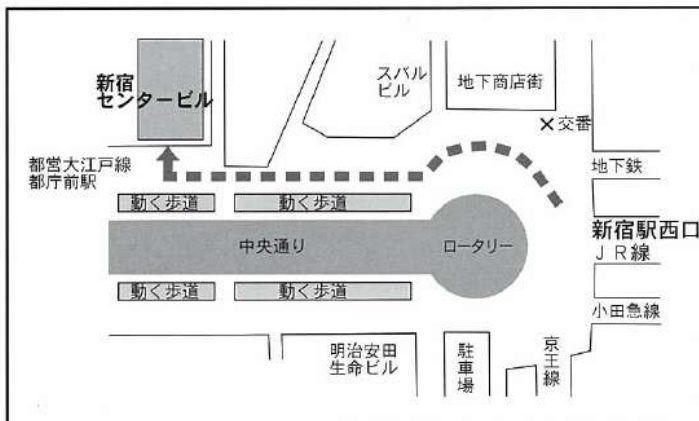 新宿
センタービル
スバル
ビル
地下商店街
×交番
都営大江戸線
都庁前駅
地下鉄
動く歩道
動く歩道
新宿駅西口
JR線
中央通り
ロータリー
動く歩道
動く歩道
小田急線
明治安田
生命ビル
駐車場
京王線